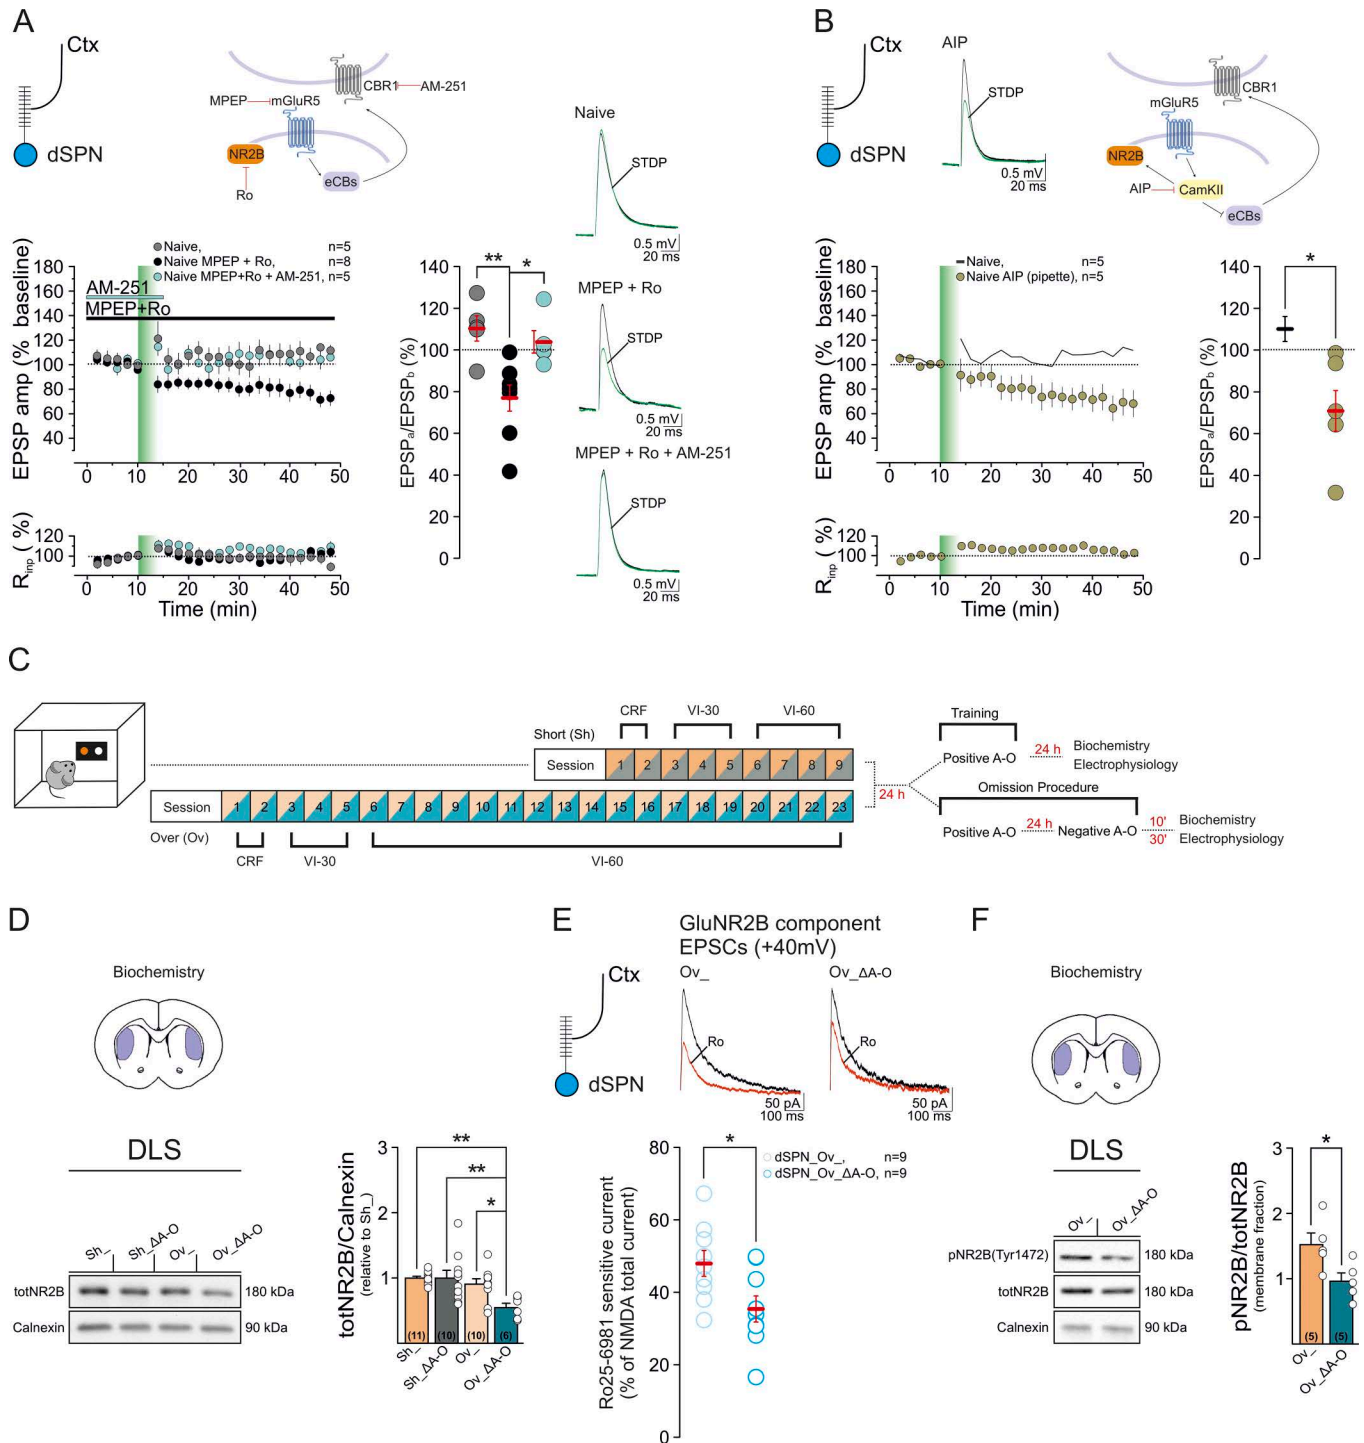 A
Ctx
dSPN
MPEP
mGluR5
CBR1
AM-251
NR2B
Ro
eCBs
Naive,	n=5
Naive MPEP + Ro,	n=8
Naive MPEP+Ro + AM-251, n=5
EPSP amp (% baseline)
180
160
140
120
100
80
60
40
AM-251
MPEP+Ro
0 10 20 30 40 50
R inp (%)
120
100
0 10 20 30 40 50
Time (min)
EPSPa/EPSPb (%)
140
120
100
80
60
40
20
0
**
*
Naive
STDP
0.5 mV
20 ms
MPEP + Ro
STDP
0.5 mV
20 ms
MPEP + Ro + AM-251
STDP
0.5 mV
20 ms
B
Ctx
dSPN
AIP
STDP
0.5 mV
20 ms
mGluR5
CBR1
NR2B
AIP
CamKII
eCBs
Naive,	n=5
Naive AIP (pipette), n=5
EPSP amp (% baseline)
180
160
140
120
100
80
60
40
0 10 20 30 40 50
R inp (%)
120
100
0 10 20 30 40 50
Time (min)
EPSPa/EPSPb (%)
140
120
100
80
60
40
20
0
*
C
CRF VI-30 VI-60
Short (Sh)
Session 1 2 3 4 5 6 7 8 9
Session 1 2 3 4 5 6 7 8 9 10 11 12 13 14 15 16 17 18 19 20 21 22 23
Over (Ov)
CRF VI-30 VI-60
24 h
Training
Positive A-O 24 h Biochemistry
Electrophysiology
Omission Procedure
Positive A-O 24 h Negative A-O 10' Biochemistry
30' Electrophysiology
D
Biochemistry
DLS
Sh_ Sh_ΔA-O Ov_ Ov_ΔA-O
totNR2B 180 kDa
Calnexin 90 kDa
totNR2B/Calnexin
(relative to Sh_)
3
2
1
**
**
*
(11) (10) (10) (6)
Sh_ Sh_ΔA-O Ov_ Ov_ΔA-O
E
GluNR2B component
EPSCs (+40mV)
Ctx
dSPN
Ov_
Ro
50 pA
100 ms
Ov_ΔA-O
Ro
50 pA
100 ms
Ro25-6981 sensitive current
(% of NMDA total current)
80
60
40
20
0
*
dSPN_Ov_,	n=9
dSPN_Ov_ΔA-O, n=9
F
Biochemistry
DLS
Ov_ Ov_ΔA-O
pNR2B(Tyr1472) 180 kDa
totNR2B 180 kDa
Calnexin 90 kDa
pNR2B/totNR2B
(membrane fraction)
3
2
1
*
(5) (5)
Ov_ Ov_ΔA-O